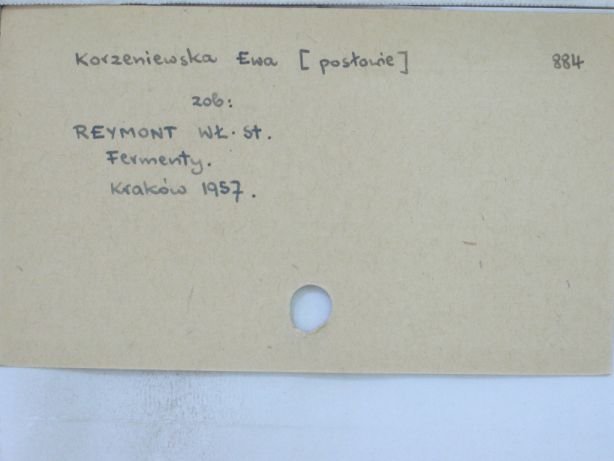 Korzeniewska Ewa [posłowie] 884
zob:
REYMONT WŁ. St.
Fermenty.
Kraków 1957.